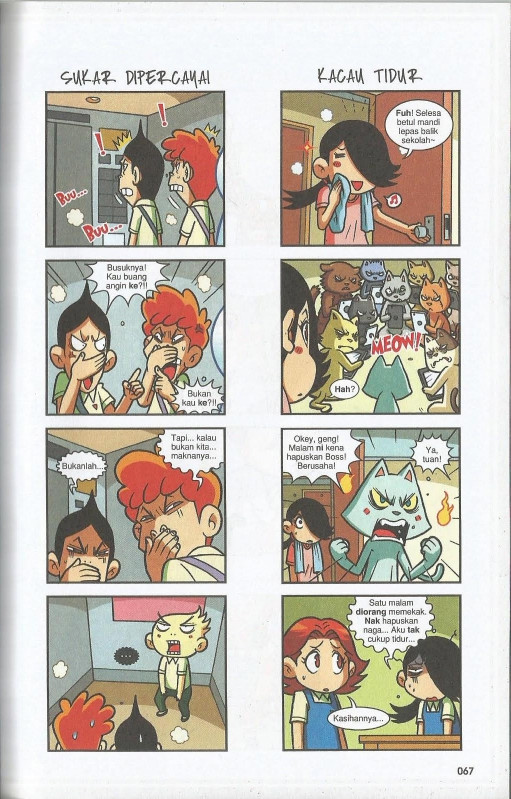 SUKAR DIPERCAYAI
!
!
BUU...
BUU...
Busuknya!
Kau buang
angin ke?!!
Bukan
kau ke?!!
Bukanlah...
Tapi... kalau
bukan kita...
maknanya...
...
KACAU TIDUR
Fuh! Selesa
betul mandi
lepas balik
sekolah~
MEOW!
Hah?
Okey, geng!
Malam ni kena
hapuskan Boss!
Berusaha!
Ya,
tuan!
Satu malam
diorang memekak.
Nak hapuskan
naga... Aku tak
cukup tidur...
Kasihannya...
067